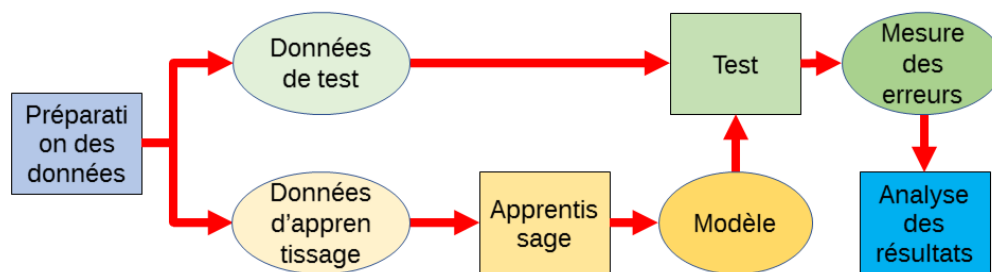 Préparati
on des
données
Données
de test
Test
Mesure
des
erreurs
Données
d'appren
tissage
Apprentis
sage
Modèle
Analyse
des
résultats